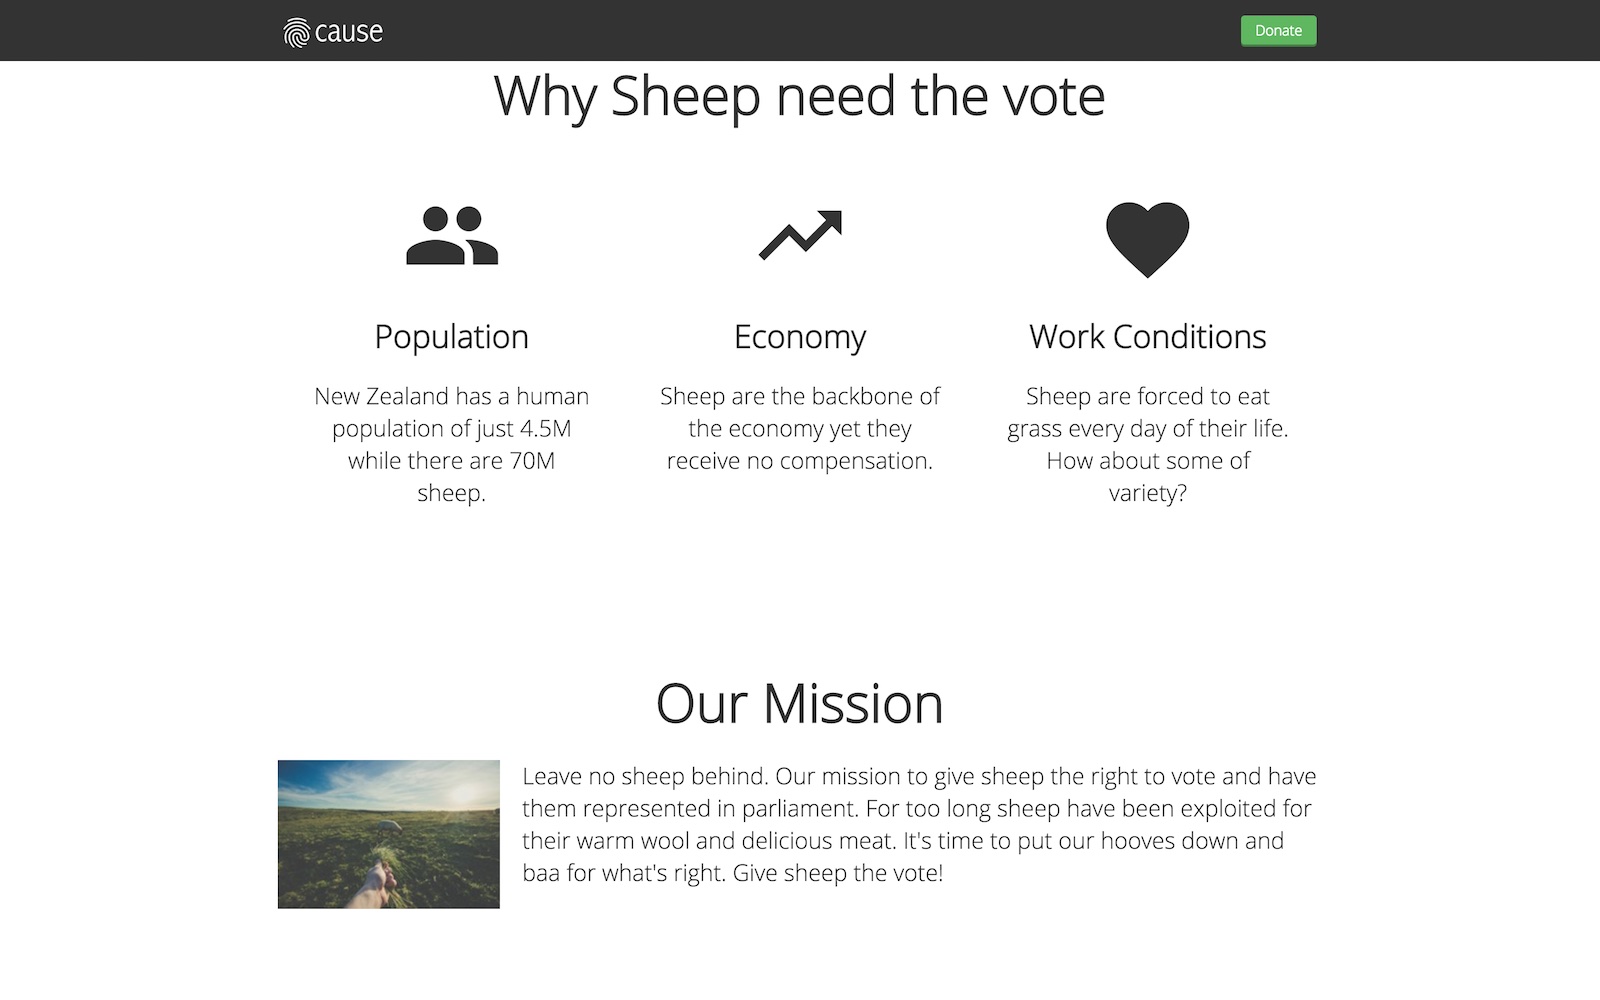 cause
Donate
Why Sheep need the vote
Population
New Zealand has a human
population of just 4.5M
while there are 70M
sheep.
Economy
Sheep are the backbone of
the economy yet they
receive no compensation.
Work Conditions
Sheep are forced to eat
grass every day of their life.
How about some of
variety?
Our Mission
Leave no sheep behind. Our mission to give sheep the right to vote and have
them represented in parliament. For too long sheep have been exploited for
their warm wool and delicious meat. It's time to put our hooves down and
baa for what's right. Give sheep the vote!